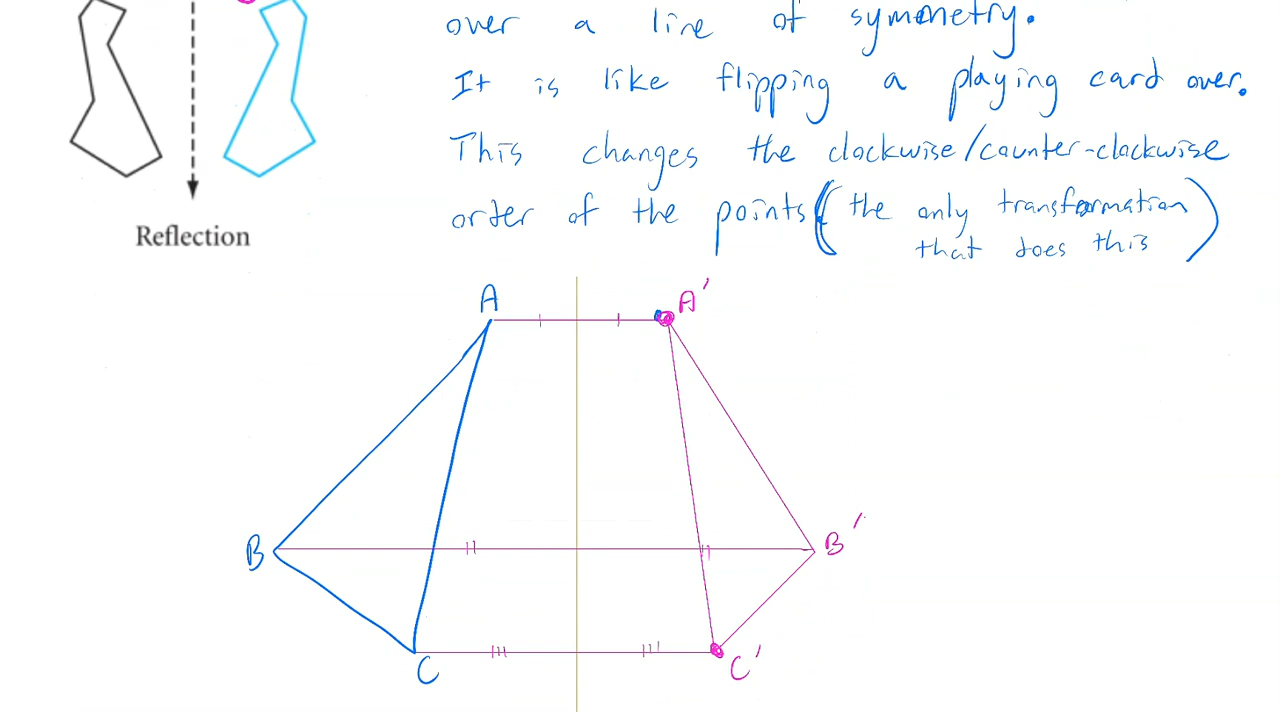 over a line of symmetry.
It is like flipping a playing card over.
This changes the clockwise/counter-clockwise
order of the points (the only transformation
that does this)
Reflection
A
A'
B
B'
C
C'